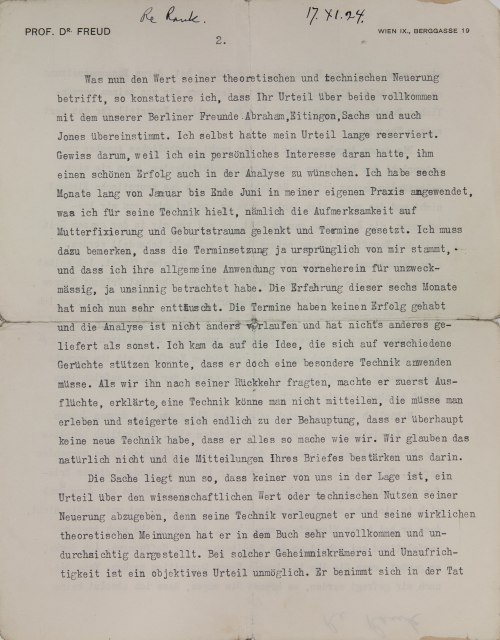 Re Rank. 17.XI.24.
PROF. DR. FREUD
WIEN IX., BERGGASSE 19
2.
Was nun den Wert seiner theoretischen und technischen Neuerung
betrifft, so konstatiere ich, dass Ihr Urteil über beide vollkommen
mit dem unserer Berliner Freunde Abraham,Eitingon,Sachs und auch
Jones übereinstimmt. Ich selbst hatte mein Urteil lange reserviert.
Gewiss darum, weil ich ein persönliches Interesse daran hatte, ihm
einen schönen Erfolg auch in der Analyse zu wünschen. Ich habe sechs
Monate lang von Januar bis Ende Juni in meiner eigenen Praxis angewendet,
was ich für seine Technik hielt, nämlich die Aufmerksamkeit auf
Mutterfixierung und Geburtstrauma gelenkt und Termine gesetzt. Ich muss
dazu bemerken, dass die Terminsetzung ja ursprünglich von mir stammt,
und dass ich ihre allgemeine Anwendung von vorneherein für unzweck-
mässig, ja unsinnig betrachtet habe. Die Erfahrung dieser sechs Monate
hat mich nun sehr enttäuscht. Die Termine haben keinen Erfolg gehabt
und die Analyse ist nicht anders verlaufen und hat nichts anderes ge-
liefert als sonst. Ich kam da auf die Idee, die sich auf verschiedene
Gerüchte stützen konnte, dass er doch eine besondere Technik anwenden
müsse. Als wir ihn nach seiner Rückkehr fragten, machte er zuerst Aus-
flüchte, erklärte, eine Technik könne man nicht mitteilen, die müsse man
erleben und steigerte sich endlich zu der Behauptung, dass er überhaupt
keine neue Technik habe, dass er alles so mache wie wir. Wir glauben das
natürlich nicht und die Mitteilungen Ihres Briefes bestärken uns darin.
Die Sache liegt nun so, dass keiner von uns in der Lage ist, ein
Urteil über den wissenschaftlichen Wert oder technischen Nutzen seiner
Neuerung abzugeben, denn seine Technik verleugnet er und seine wirklichen
theoretischen Meinungen hat er in dem Buch sehr unvollkommen und un-
durchsichtig dargestellt. Bei solcher Geheimniskrämerei und Unaufrich-
tigkeit ist ein objektives Urteil unmöglich. Er benimmt sich in der Tat